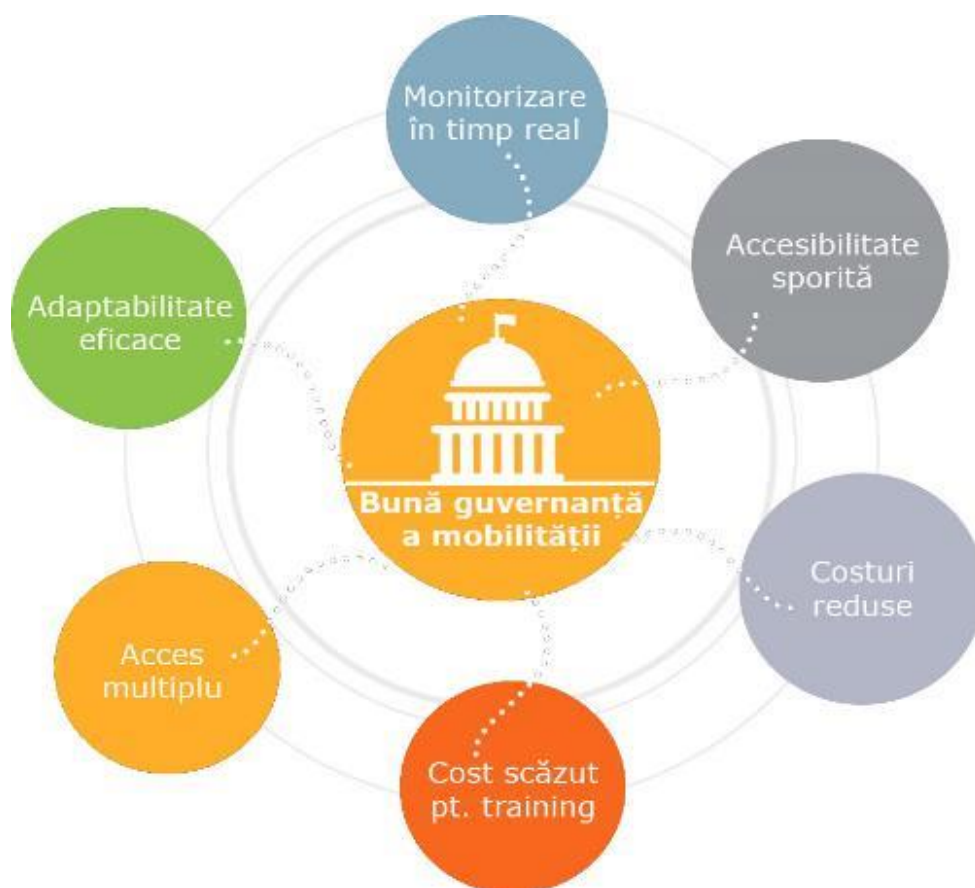 Monitorizare
în timp real
Accesibilitate
sporită
Adaptabilitate
eficace
Bună guvernanță
a mobilității
Costuri
reduse
Acces
multiplu
Cost scăzut
pt. training